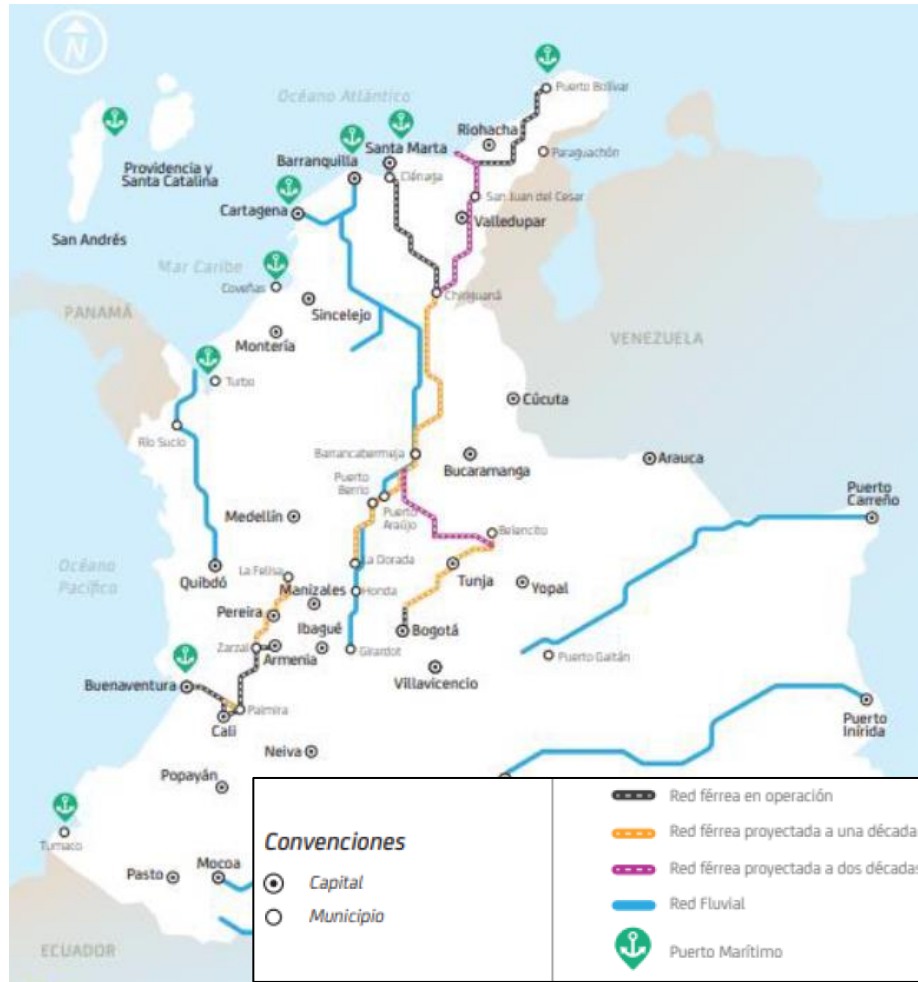 N
Océano Atlántico
Puerto Bolívar
Riohacha
Santa Marta
Paraguachón
Barranquilla
Ciénaga
Providencia y
Santa Catalina
San Juan del Cesar
Cartagena
Valledupar
San Andrés
Mar Caribe
Coveñas
Chiriguaná
PANAMÁ
Sincelejo
VENEZUELA
Montería
Turbo
Cúcuta
Río Sucio
Barrancabermeja
Bucaramanga
Arauca
Puerto
Berrio
Puerto
Carreño
Medellín
Puerto
Araújo
Belencito
Océano
Pacífico
La Dorada
Quibdó
La Felisa
Tunja
Yopal
Manizales
Honda
Pereira
Ibagué
Bogotá
Zarzal
Armenia
Girardot
Puerto Gaitán
Villavicencio
Buenaventura
Palmira
Cali
Puerto
Inírida
Neiva
Popayán
Tumaco
Pasto
Mocoa
ECUADOR
Convenciones
Capital
Municipio
Red férrea en operación
Red férrea proyectada a una década
Red férrea proyectada a dos décadas
Red Fluvial
Puerto Marítimo